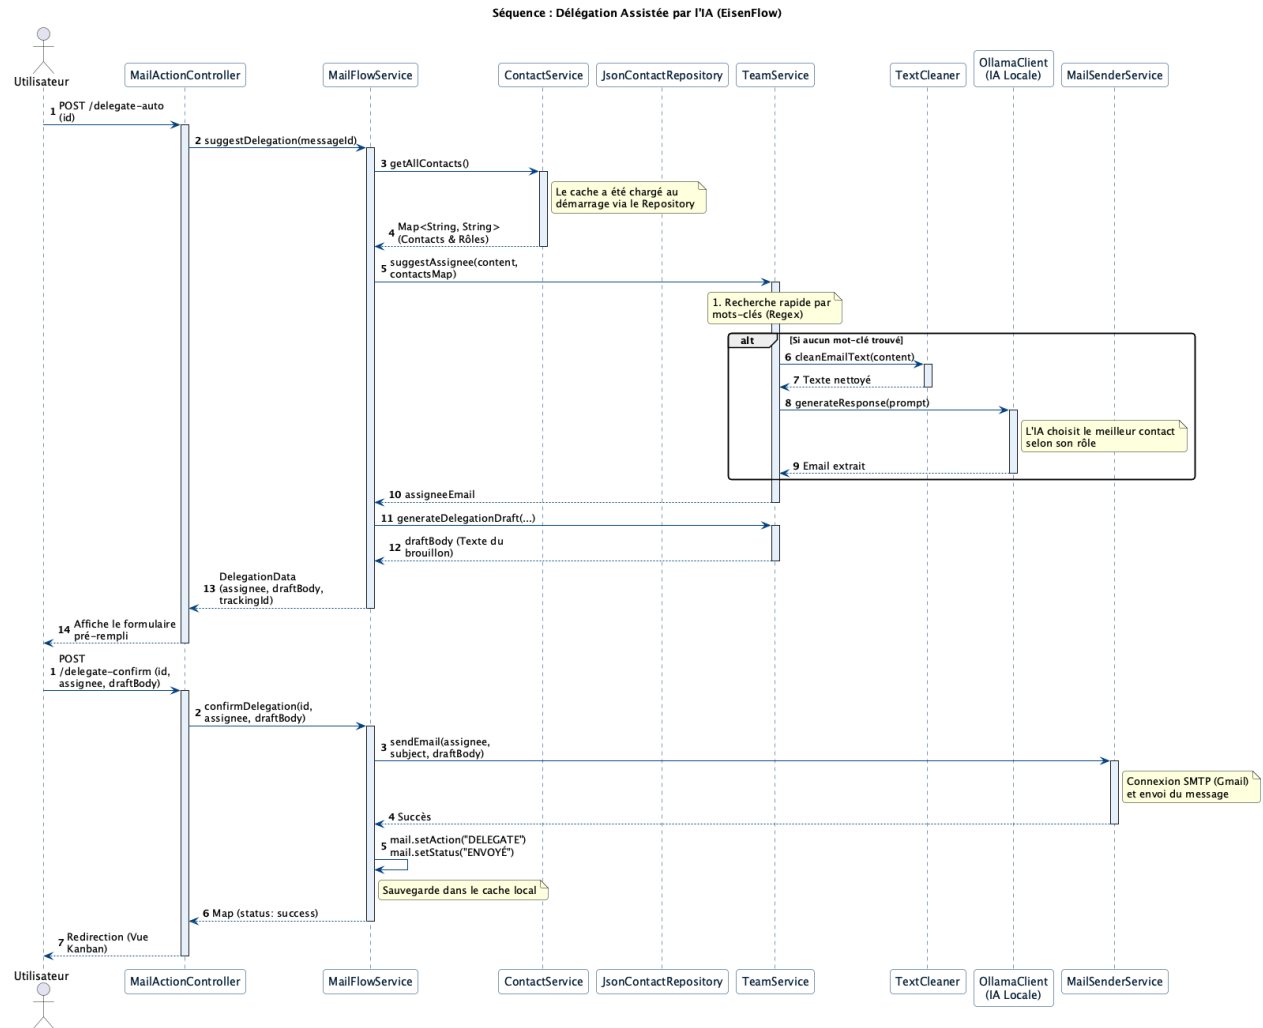 Séquence : Délégation Assistée par l'IA (EisenFlow)
Utilisateur
MailActionController
MailFlowService
ContactService
JsonContactRepository
TeamService
TextCleaner
OllamaClient
(IA Locale)
MailSenderService
1 POST /delegate-auto
(id)
2 suggestDelegation(messageId)
3 getAllContacts()
Le cache a été chargé au
démarrage via le Repository
4 Map<String, String>
(Contacts & Rôles)
5 suggestAssignee(content,
contactsMap)
1. Recherche rapide par
mots-clés (Regex)
alt [Si aucun mot-clé trouvé]
6 cleanEmailText(content)
7 Texte nettoyé
8 generateResponse(prompt)
L'IA choisit le meilleur contact
selon son rôle
9 Email extrait
10 assigneeEmail
11 generateDelegationDraft(...)
12 draftBody (Texte du
brouillon)
13 DelegationData
(assignee, draftBody,
trackingId)
14 Affiche le formulaire
pré-rempli
POST
1 /delegate-confirm (id,
assignee, draftBody)
2 confirmDelegation(id,
assignee, draftBody)
3 sendEmail(assignee,
subject, draftBody)
Connexion SMTP (Gmail)
et envoi du message
4 Succès
5 mail.setAction("DELEGATE")
mail.setStatus("ENVOYÉ")
Sauvegarde dans le cache local
6 Map (status: success)
7 Redirection (Vue
Kanban)
Utilisateur
MailActionController
MailFlowService
ContactService
JsonContactRepository
TeamService
TextCleaner
OllamaClient
(IA Locale)
MailSenderService